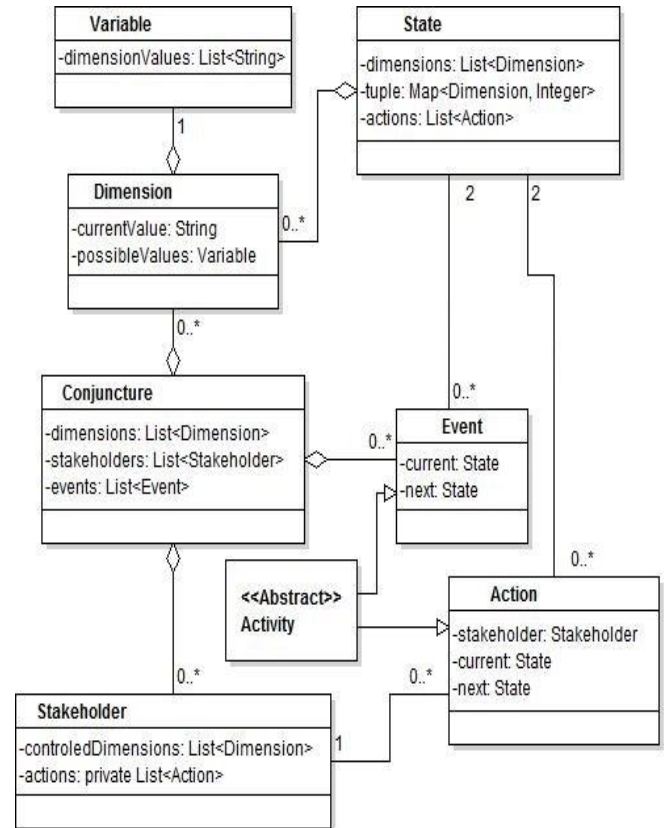 Variable
-dimensionValues: List<String>
State
-dimensions: List<Dimension>
-tuple: Map<Dimension, Integer>
-actions: List<Action>
1
Dimension
-currentValue: String
-possibleValues: Variable
0..*
2
2
0..*
Conjuncture
-dimensions: List<Dimension>
-stakeholders: List<Stakeholder>
-events: List<Event>
0..*
0..*
Event
-current: State
-next: State
<<Abstract>>
Activity
0..*
Action
-stakeholder: Stakeholder
-current: State
-next: State
0..*
0..*
Stakeholder
-controledDimensions: List<Dimension>
-actions: private List<Action>
1